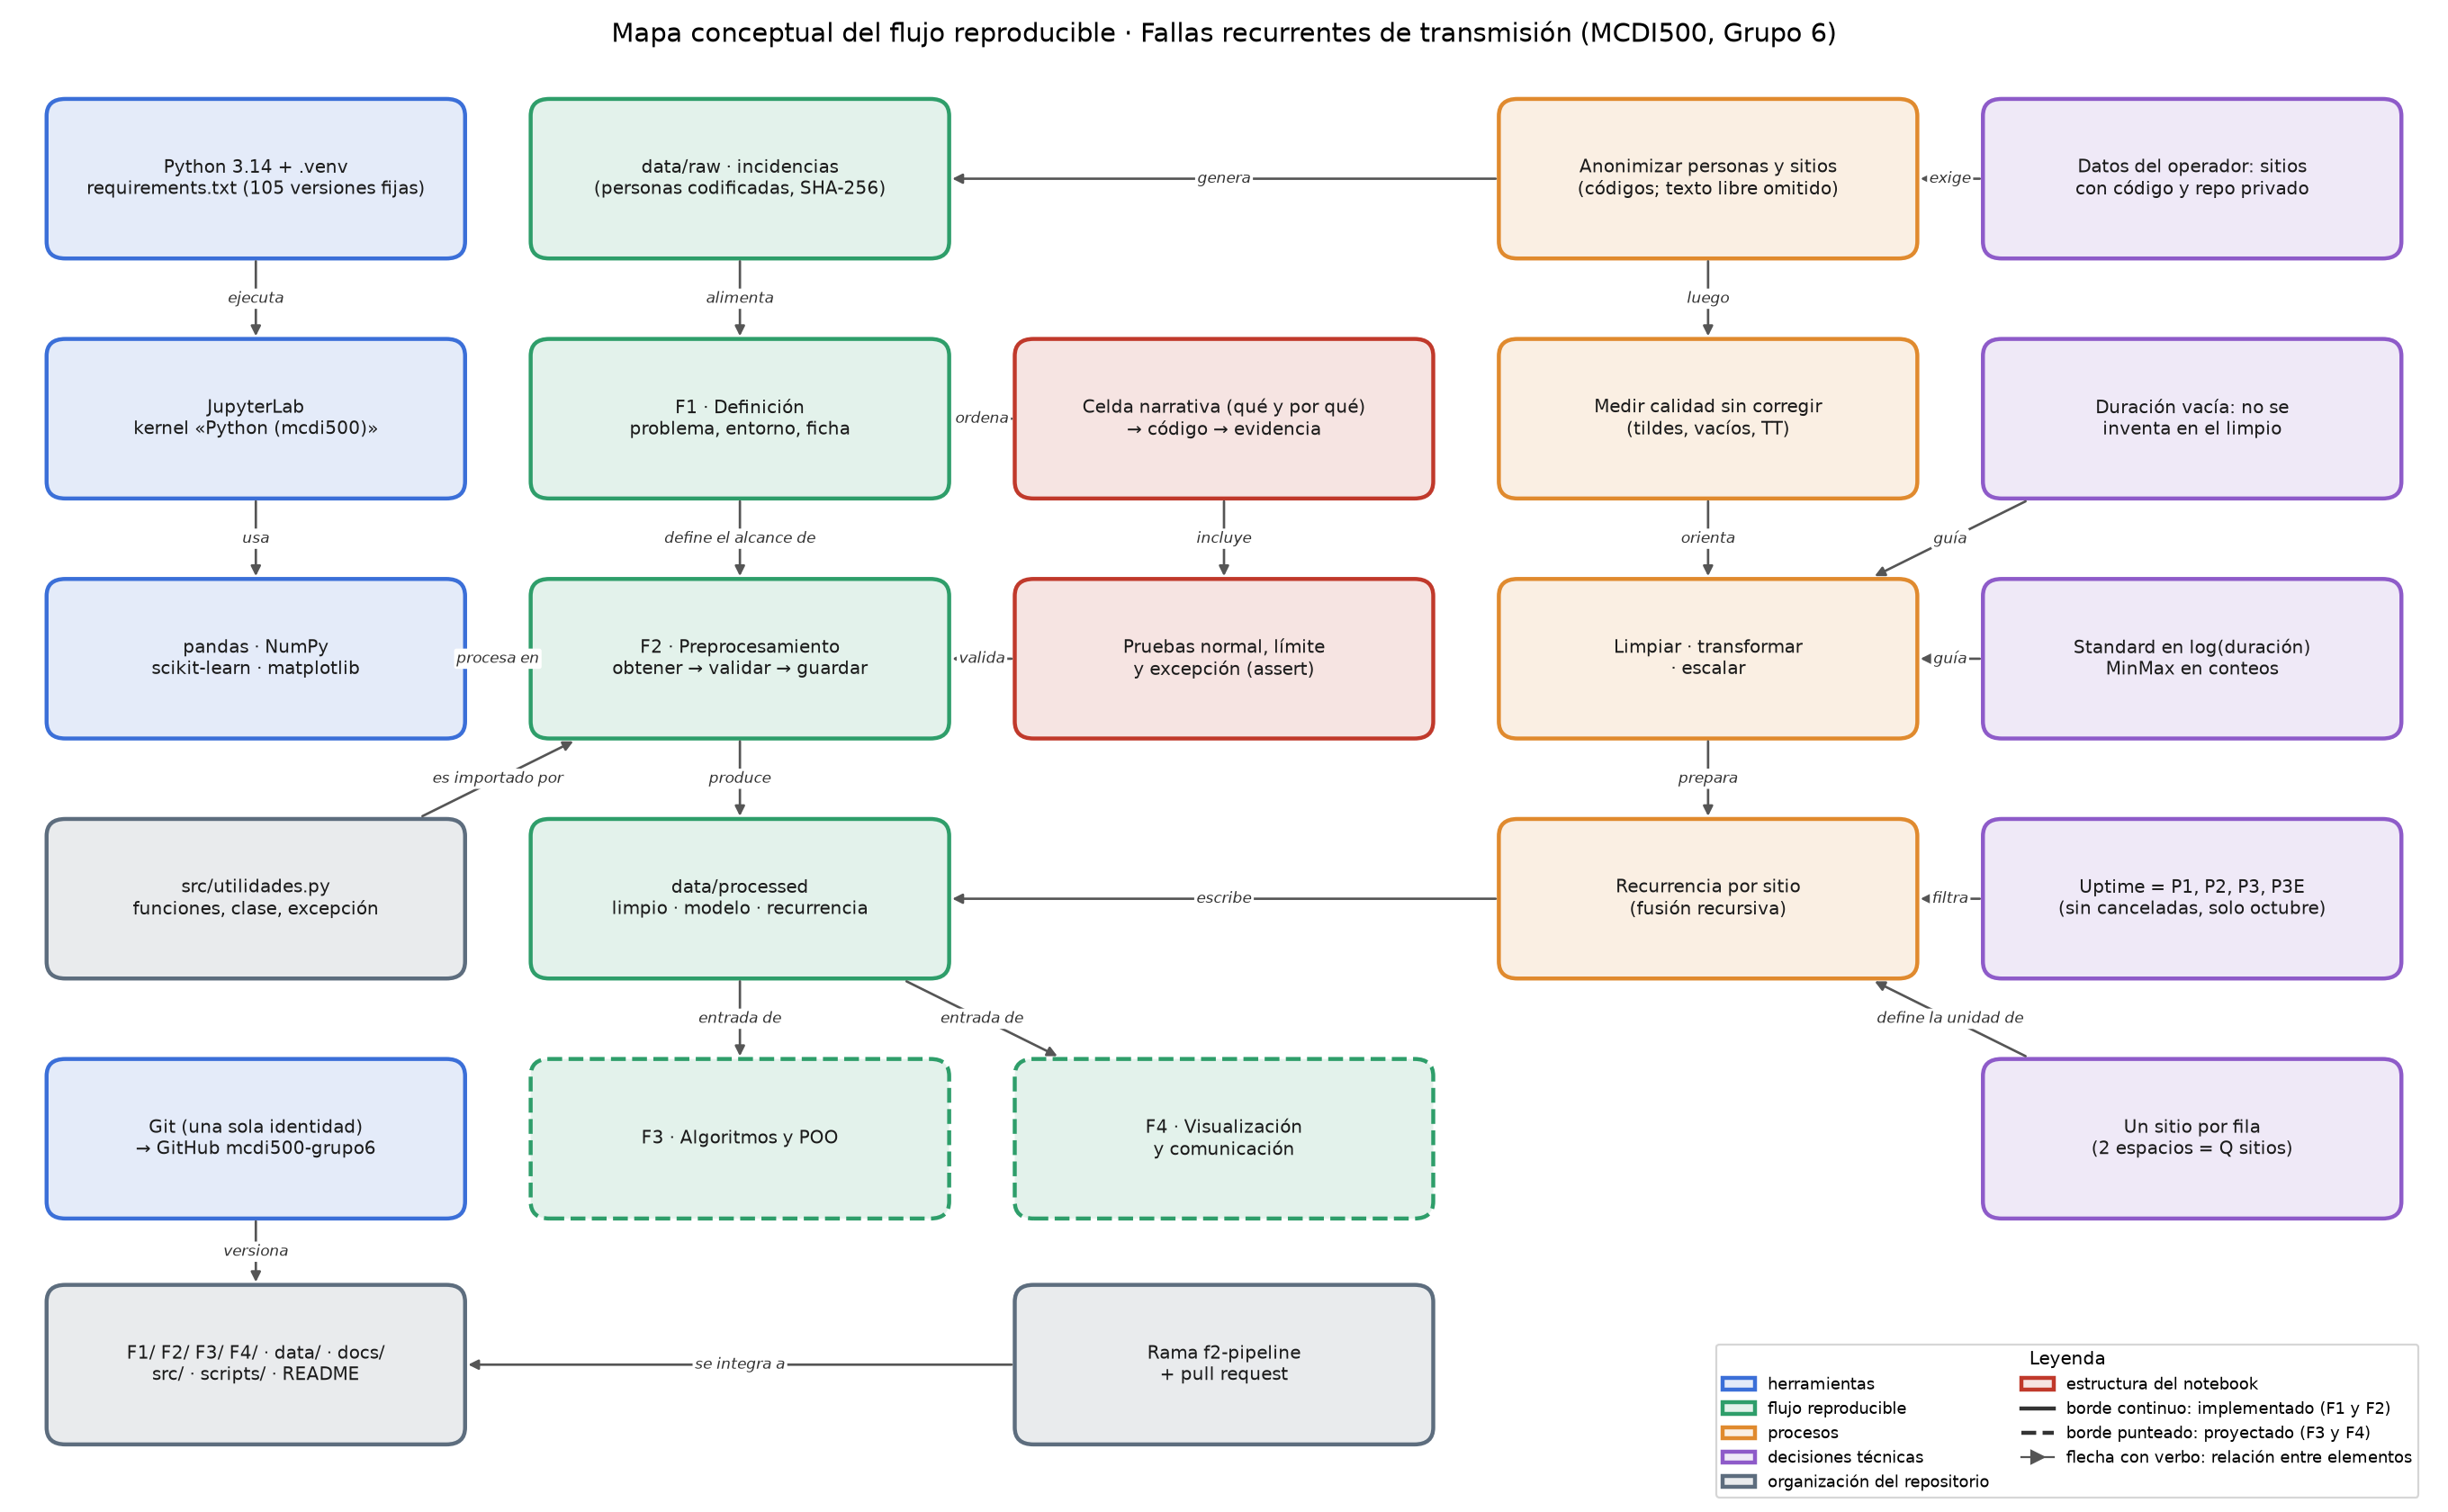 Mapa conceptual del flujo reproducible · Fallas recurrentes de transmisión (MCDI500, Grupo 6)
Python 3.14 + .venv
requirements.txt (105 versiones fijas)
data/raw · incidencias
(personas codificadas, SHA-256)
genera
Anonimizar personas y sitios
(códigos; texto libre omitido)
exige
Datos del operador: sitios
con código y repo privado
ejecuta
alimenta
luego
JupyterLab
kernel «Python (mcdi500)»
F1 · Definición
problema, entorno, ficha
ordena
Celda narrativa (qué y por qué)
→ código → evidencia
Medir calidad sin corregir
(tildes, vacíos, TT)
Duración vacía: no se
inventa en el limpio
usa
define el alcance de
incluye
orienta
guía
pandas · NumPy
scikit-learn · matplotlib
procesa en
F2 · Preprocesamiento
obtener → validar → guardar
valida
Pruebas normal, límite
y excepción (assert)
Limpiar · transformar
· escalar
guía
Standard en log(duración)
MinMax en conteos
es importado por
produce
prepara
src/utilidades.py
funciones, clase, excepción
data/processed
limpio · modelo · recurrencia
escribe
Recurrencia por sitio
(fusión recursiva)
filtra
Uptime = P1, P2, P3, P3E
(sin canceladas, solo octubre)
entrada de
entrada de
define la unidad de
Git (una sola identidad)
→ GitHub mcdi500-grupo6
F3 · Algoritmos y POO
F4 · Visualización
y comunicación
Un sitio por fila
(2 espacios = Q sitios)
versiona
F1/ F2/ F3/ F4/ · data/ · docs/
src/ · scripts/ · README
se integra a
Rama f2-pipeline
+ pull request
Leyenda
herramientas
flujo reproducible
procesos
decisiones técnicas
organización del repositorio
estructura del notebook
borde continuo: implementado (F1 y F2)
borde punteado: proyectado (F3 y F4)
flecha con verbo: relación entre elementos